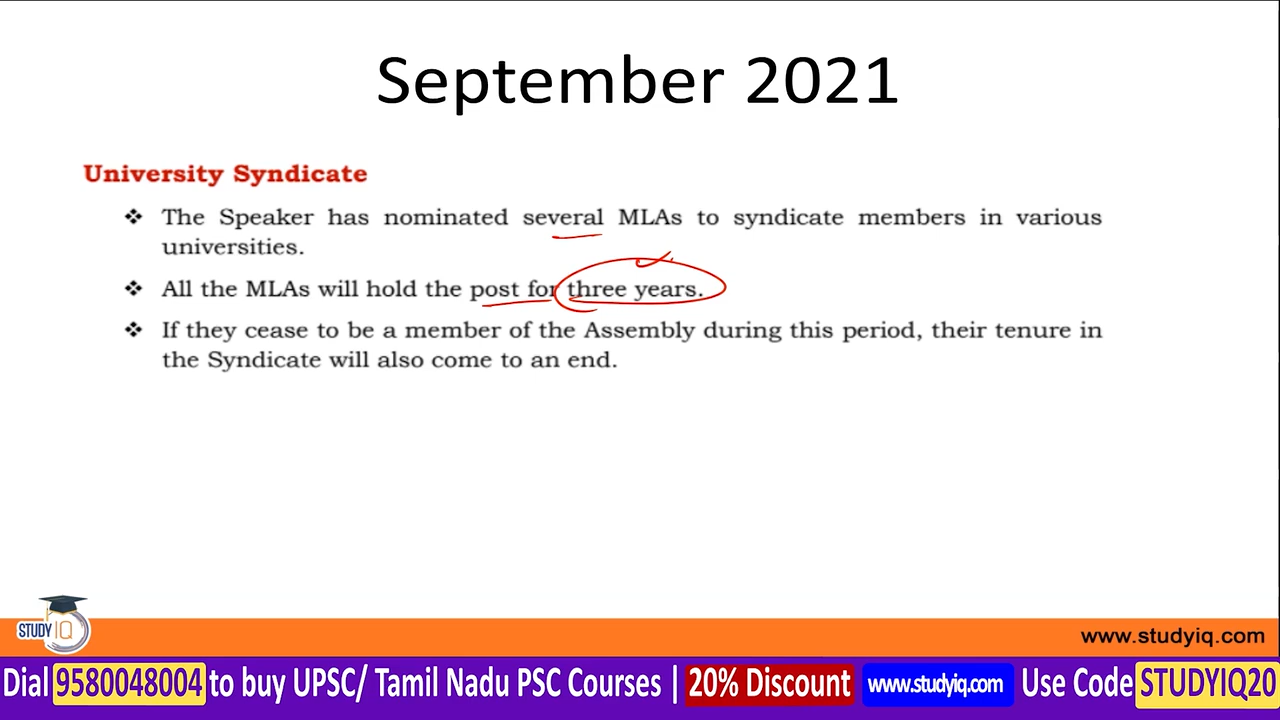 September 2021
University Syndicate
❖ The Speaker has nominated several MLAs to syndicate members in various
universities.
❖ All the MLAs will hold the post for three years.
❖ If they cease to be a member of the Assembly during this period, their tenure in
the Syndicate will also come to an end.
STUDY IQ
www.studyiq.com
Dial 9580048004 to buy UPSC/ Tamil Nadu PSC Courses | 20% Discount www.studyiq.com Use Code STUDYIQ20